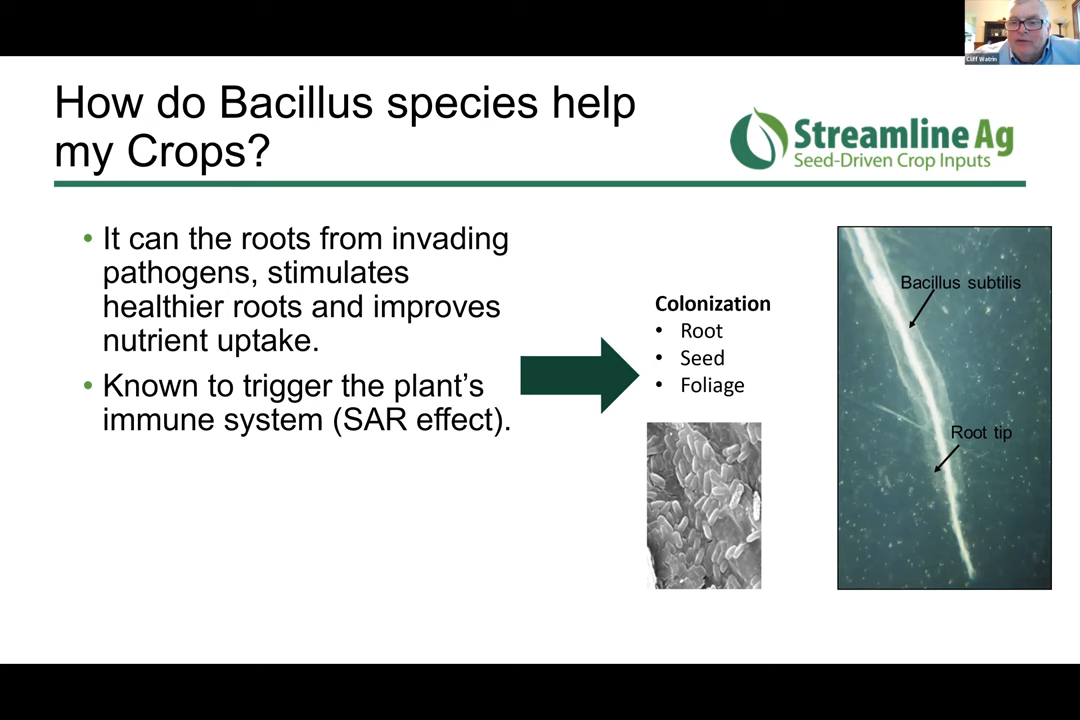 Cliff Watrin
How do Bacillus species help
my Crops?
Streamline Ag
Seed-Driven Crop Inputs
• It can the roots from invading
pathogens, stimulates
healthier roots and improves
nutrient uptake.
• Known to trigger the plant’s
immune system (SAR effect).
Colonization
• Root
• Seed
• Foliage
Bacillus subtilis
Root tip